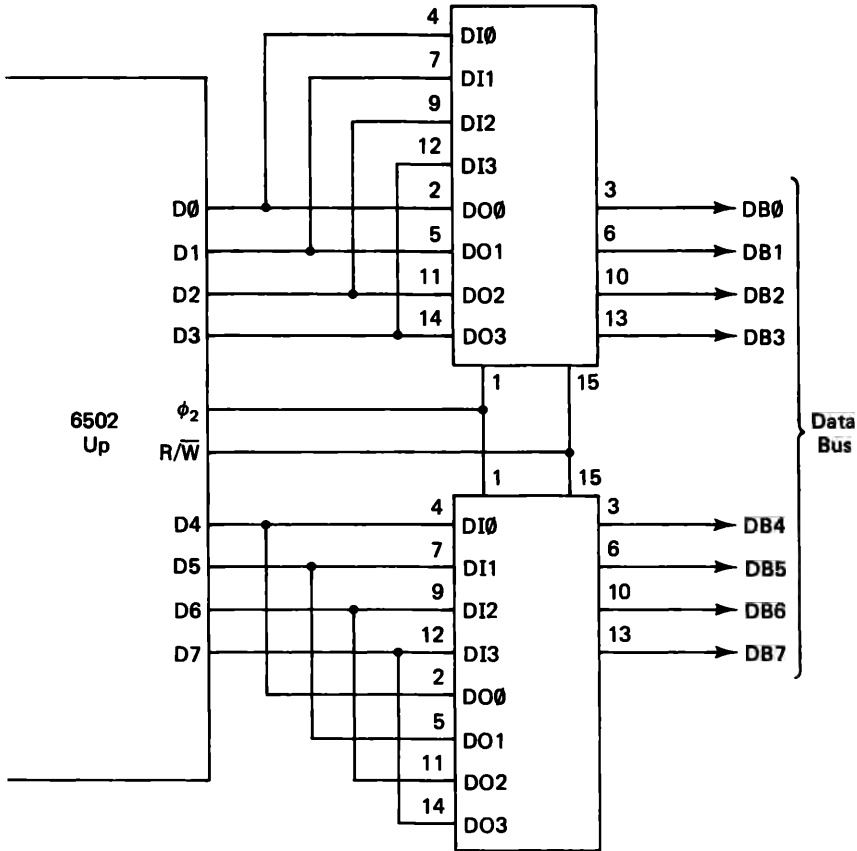 4
DIØ
7
DI1
9
DI2
12
DI3
2
3
DØ
DOØ
DBØ
5
6
D1
DO1
DB1
11
10
D2
DO2
DB2
14
13
D3
DO3
DB3
1
15
ϕ₂
6502
Up
R/W̅
Data
Bus
1
15
4
3
D4
DIØ
DB4
7
6
D5
DI1
DB5
9
10
D6
DI2
DB6
12
13
D7
DI3
DB7
2
DOØ
5
DO1
11
DO2
14
DO3